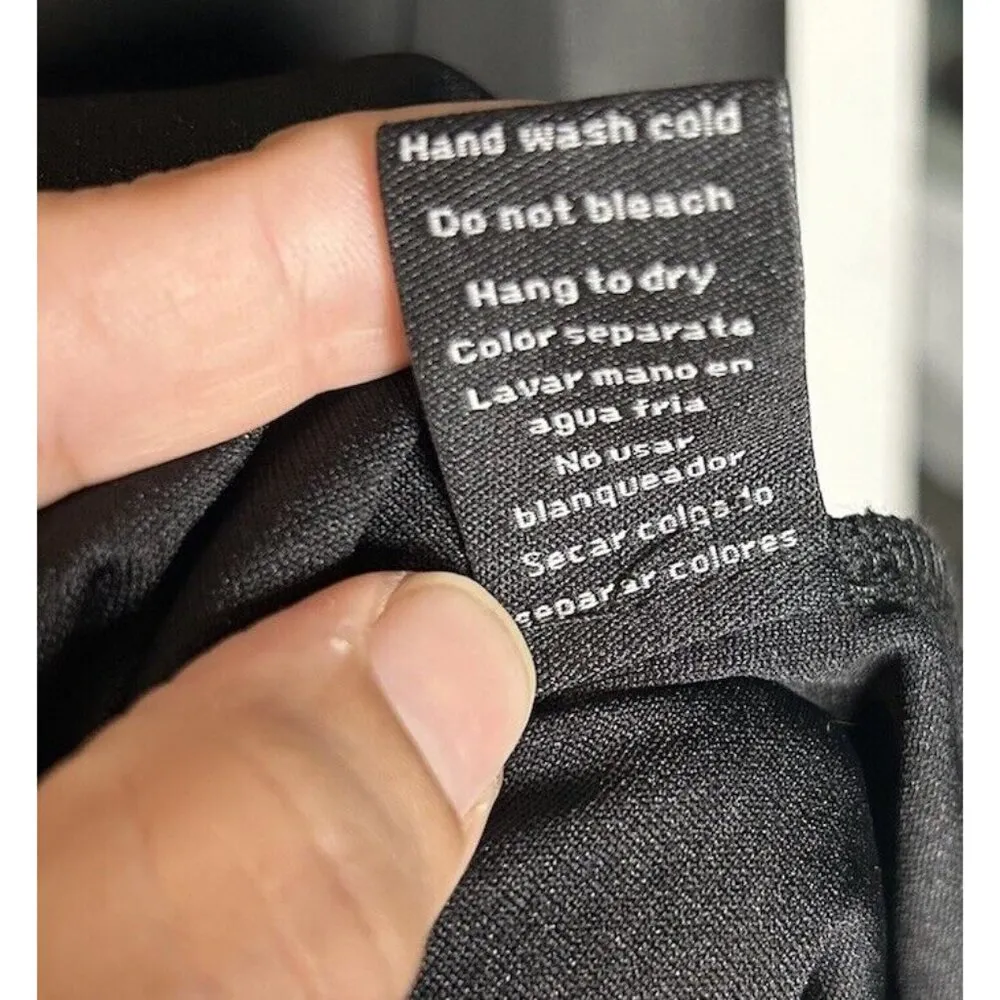 Hand wash cold
Do not bleach
Hang to dry
Color separate
Lavar mano en
agua fria
No usar
blanqueador
Secar colgado
separar colores